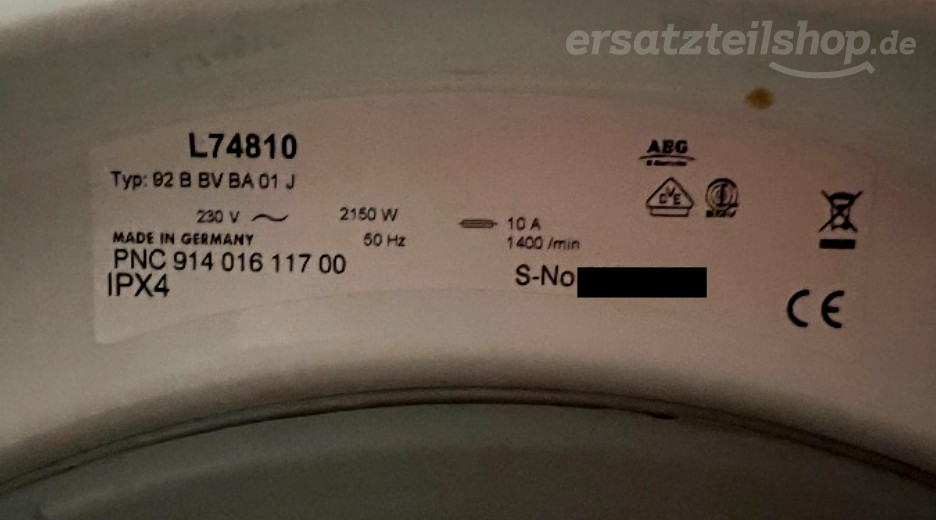 ersatzteilshop.de
L74810
Typ: 92 B BV BA 01 J
230 V 2150 W 10 A
MADE IN GERMANY 50 Hz 1400 /min
PNC 914 016 117 00
IPX4
S-No
AEG
DVE
CE